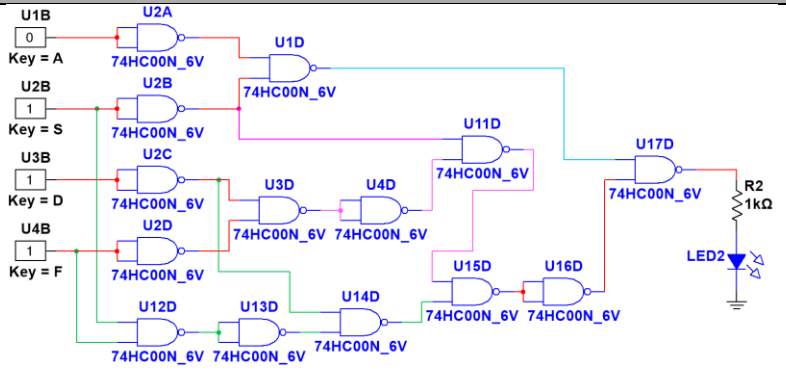 U1B
0
Key = A
U2A
74HC00N_6V
U1D
74HC00N_6V
U2B
1
Key = S
U2B
74HC00N_6V
U11D
74HC00N_6V
U17D
74HC00N_6V
U3B
1
Key = D
U2C
74HC00N_6V
U3D
74HC00N_6V
U4D
74HC00N_6V
R2
1kΩ
U4B
1
Key = F
U2D
74HC00N_6V
LED2
U15D
74HC00N_6V
U16D
74HC00N_6V
U12D
74HC00N_6V
U13D
74HC00N_6V
U14D
74HC00N_6V